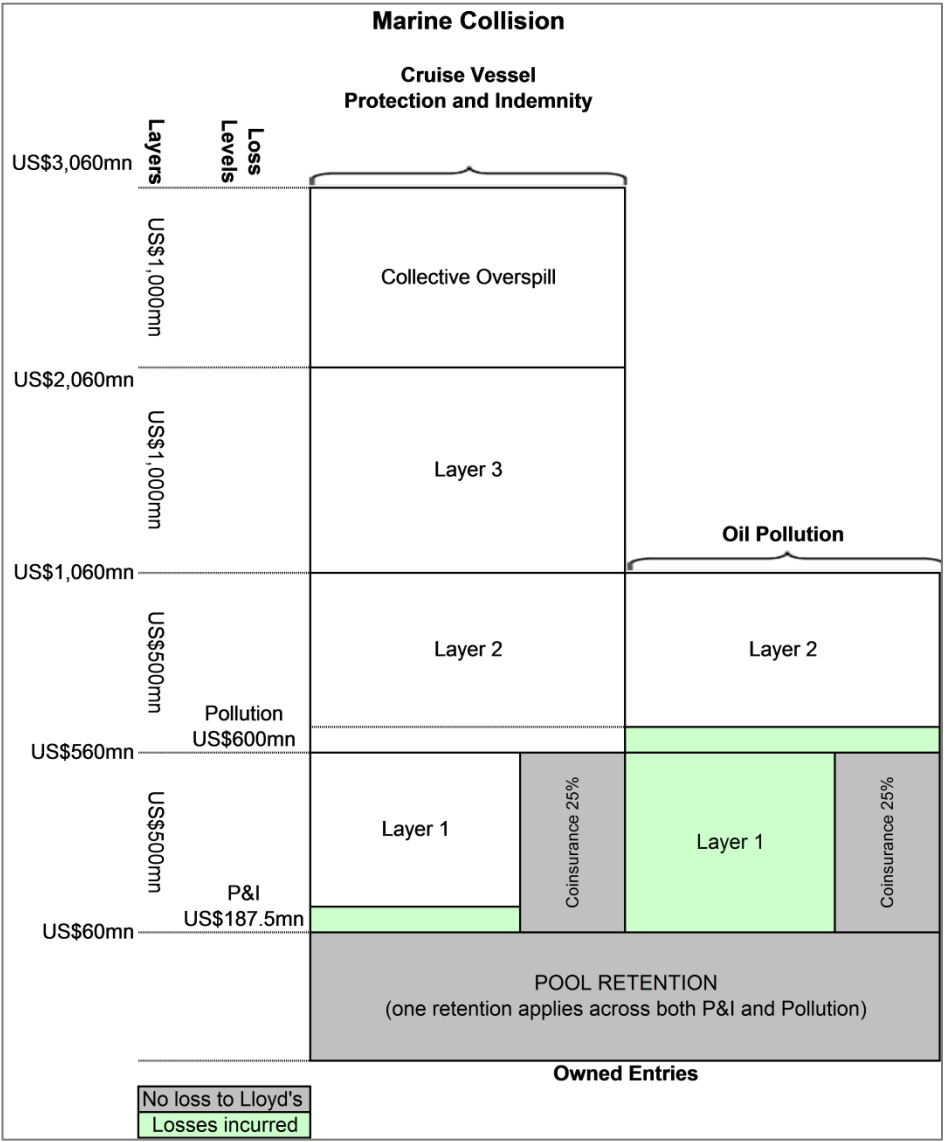 Marine Collision
Cruise Vessel
Protection and Indemnity
Layers
Loss
Levels
US$3,060mn
US$1,000mn
Collective Overspill
US$2,060mn
US$1,000mn
Layer 3
Oil Pollution
US$1,060mn
US$500mn
Layer 2
Layer 2
Pollution
US$600mn
US$560mn
US$500mn
Layer 1
Coinsurance 25%
Layer 1
Coinsurance 25%
P&I
US$187.5mn
US$60mn
POOL RETENTION
(one retention applies across both P&I and Pollution)
Owned Entries
No loss to Lloyd's
Losses incurred